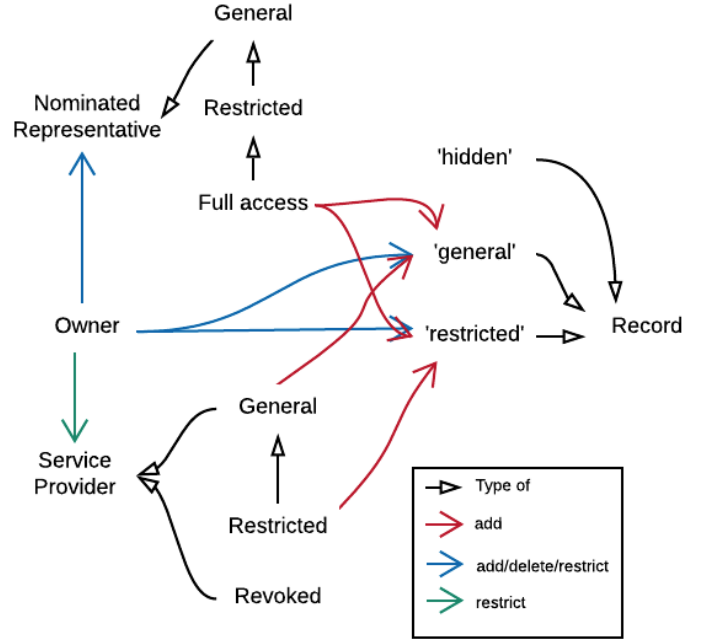 General
Nominated
Representative
Restricted
'hidden'
Full access
'general'
Owner
'restricted'
Record
General
Service
Provider
Restricted
Revoked
Type of
add
add/delete/restrict
restrict